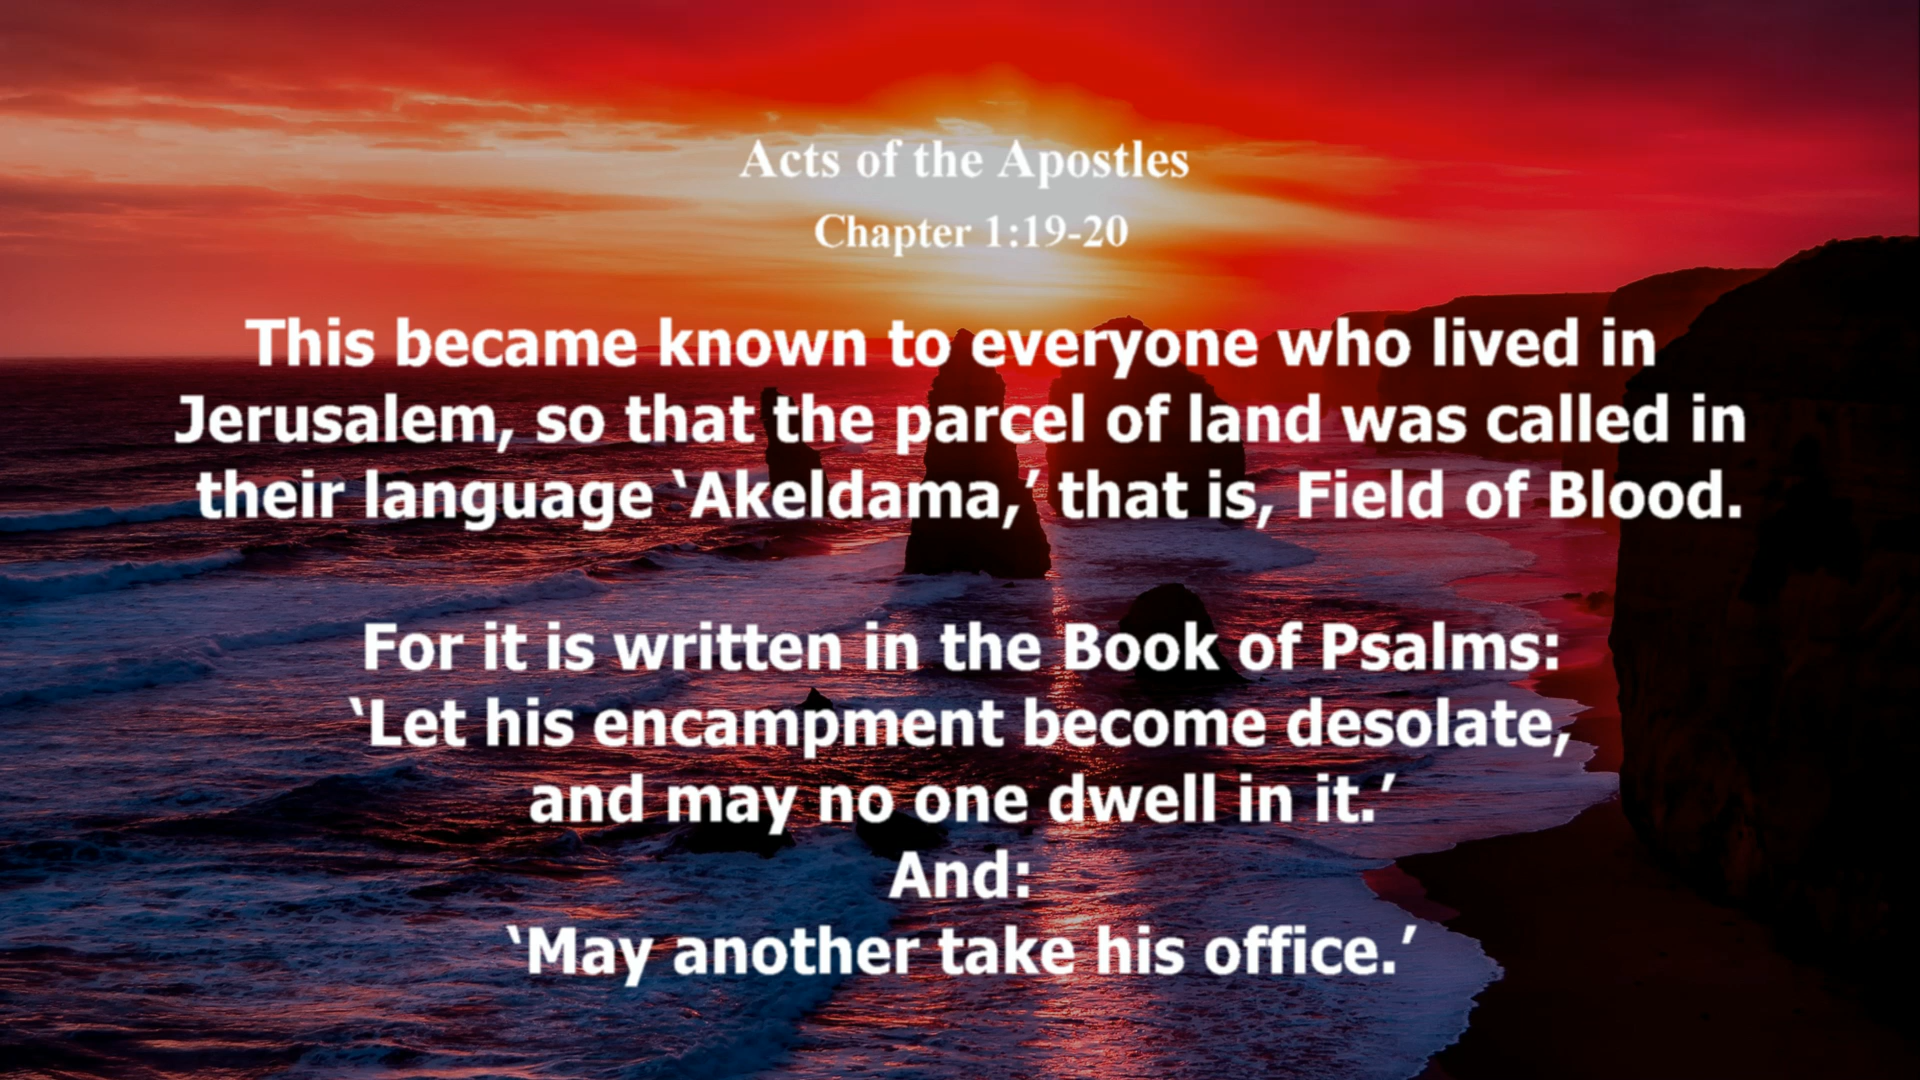 Acts of the Apostles
Chapter 1:19-20
This became known to everyone who lived in
Jerusalem, so that the parcel of land was called in
their language ‘Akeldama,’ that is, Field of Blood.
For it is written in the Book of Psalms:
‘Let his encampment become desolate,
and may no one dwell in it.’
And:
‘May another take his office.’